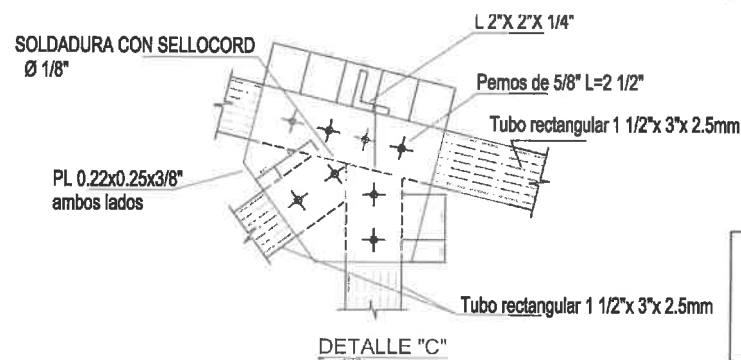 L 2"X 2"X 1/4"
SOLDADURA CON SELLOCORD
Ø 1/8"
Pernos de 5/8" L=2 1/2"
Tubo rectangular 1 1/2"x 3"x 2.5mm
PL 0.22x0.25x3/8"
ambos lados
Tubo rectangular 1 1/2"x 3"x 2.5mm
DETALLE "C"